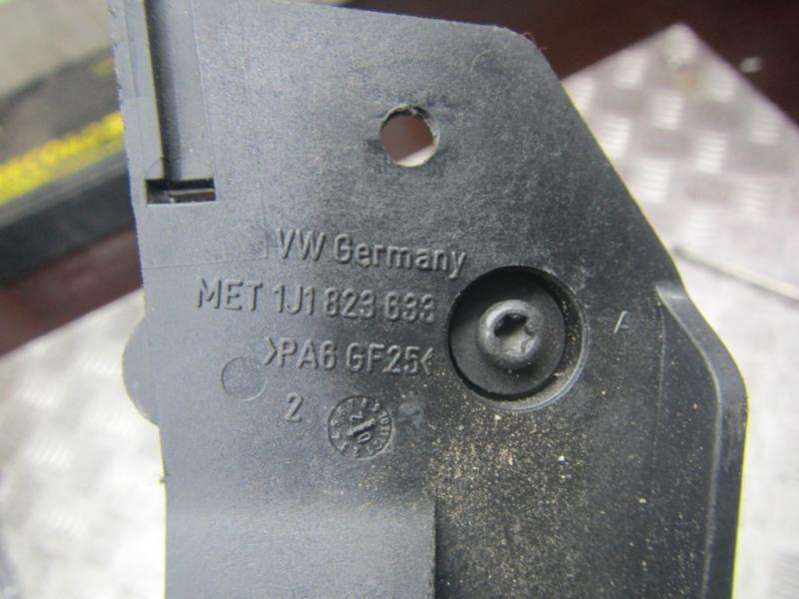 VW Germany
MET 1J1 823 633
>PA6 GF25<
2